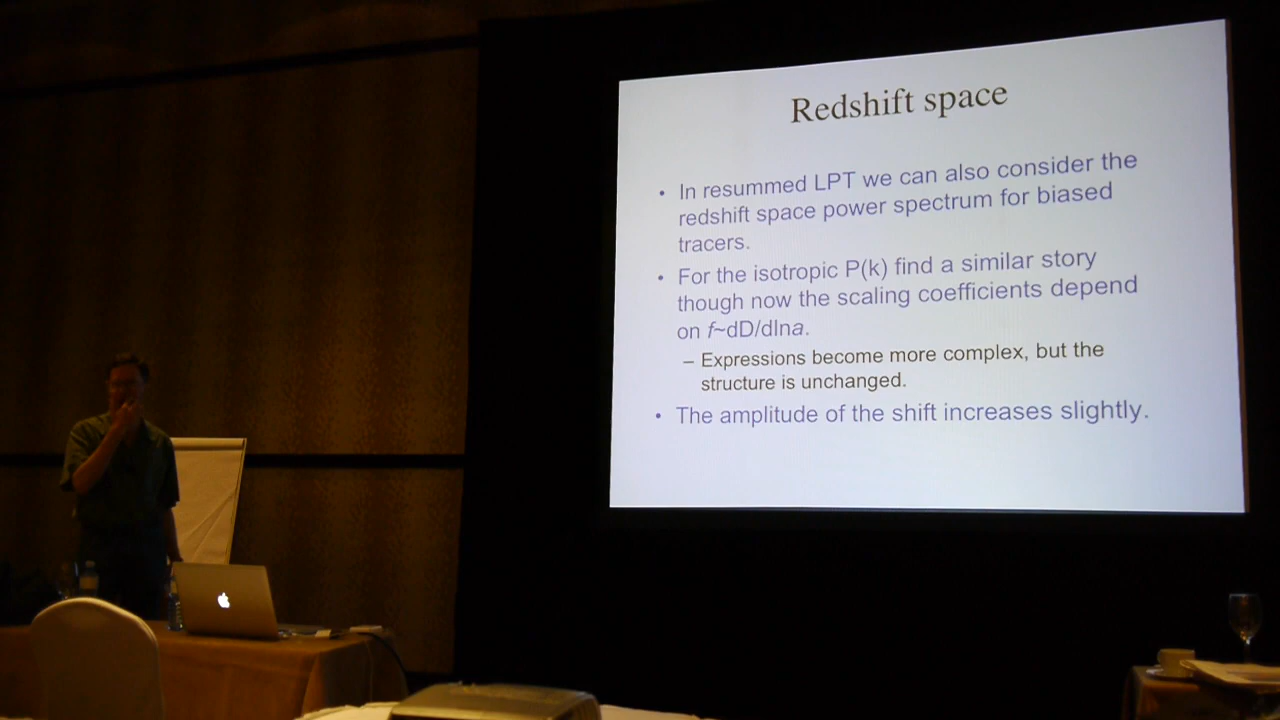 Redshift space
• In resummed LPT we can also consider the
redshift space power spectrum for biased
tracers.
• For the isotropic P(k) find a similar story
though now the scaling coefficients depend
on f~dD/dlna.
– Expressions become more complex, but the
structure is unchanged.
• The amplitude of the shift increases slightly.